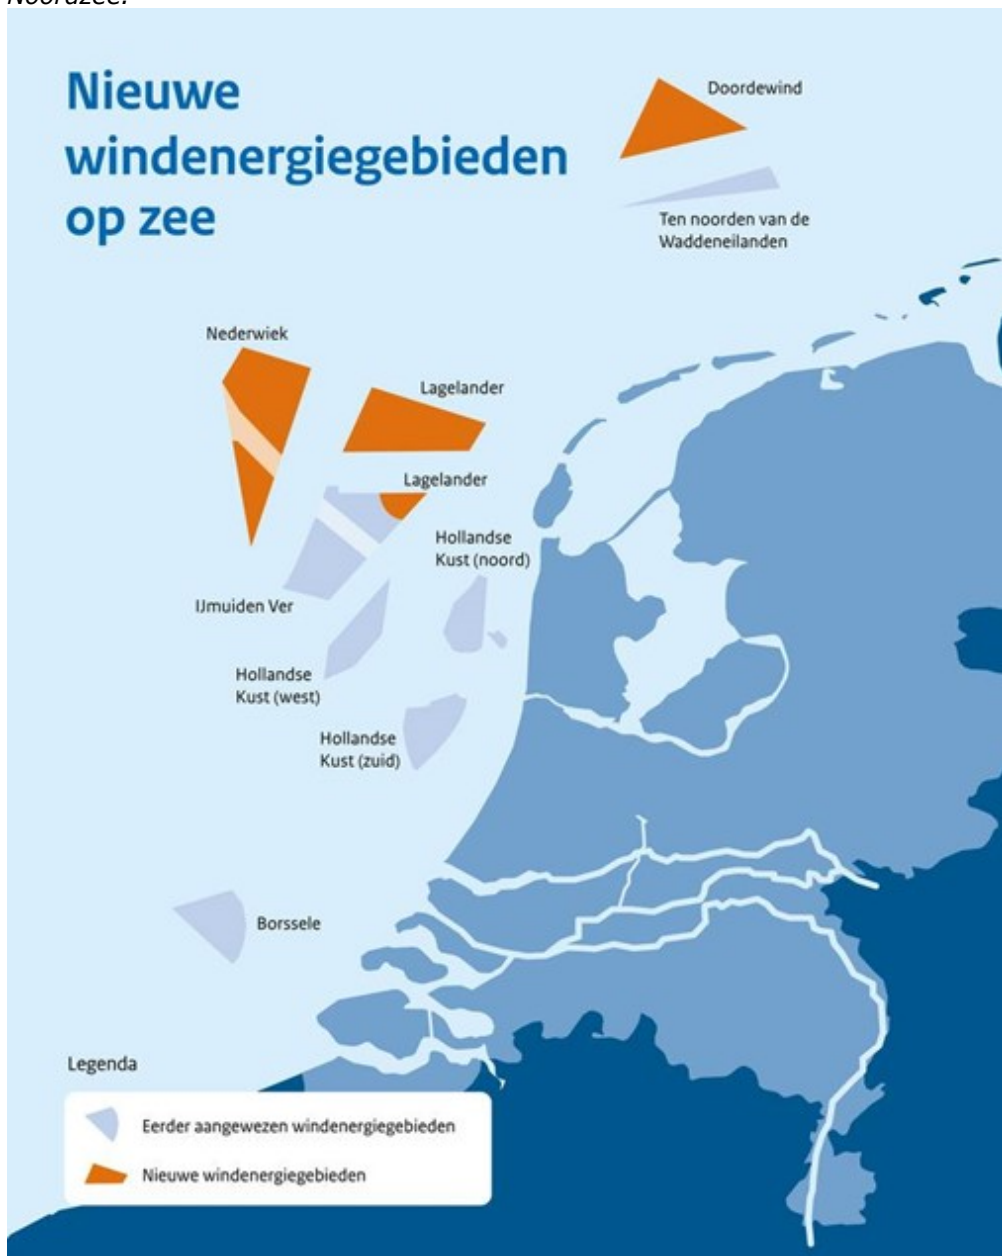 Noordzee.
Nieuwe
windenergiegebieden
op zee
Doordewind
Ten noorden van de
Waddeneilanden
Nederwiek
Lagelander
Lagelander
Hollandse
Kust (noord)
IJmuiden Ver
Hollandse
Kust (west)
Hollandse
Kust (zuid)
Borssele
Legenda
Eerder aangewezen windenergiegebieden
Nieuwe windenergiegebieden